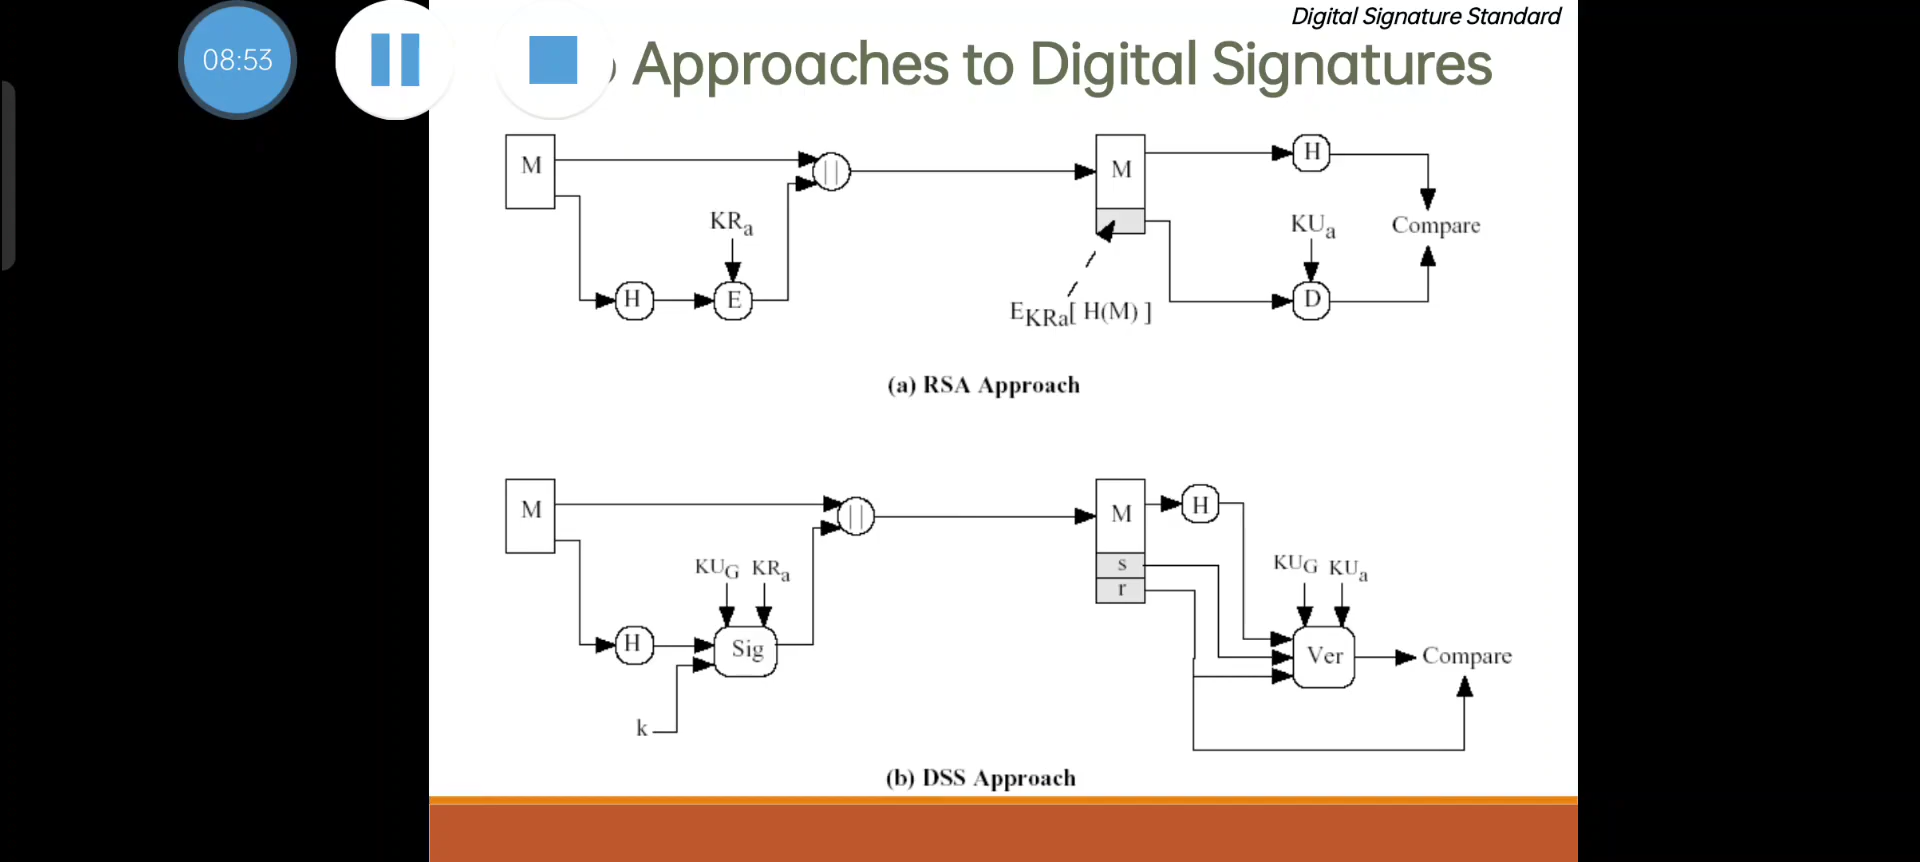 Digital Signature Standard
08:53
) Approaches to Digital Signatures
M
||
M
H
KRa
KUa
Compare
H
E
D
EKRa[ H(M) ]
(a) RSA Approach
M
||
M
H
s
r
KUG KRa
KUG KUa
H
Sig
Ver
Compare
k
(b) DSS Approach